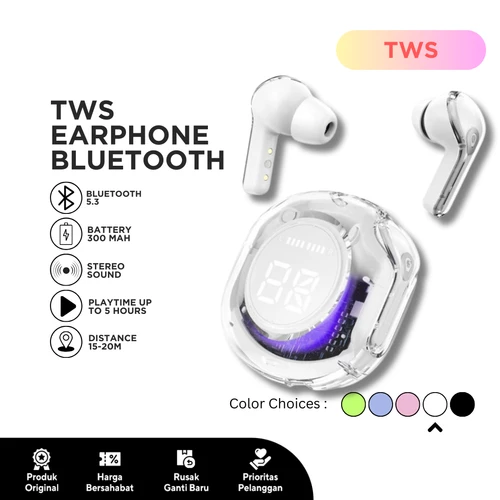 TWS
TWS
EARPHONE
BLUETOOTH
BLUETOOTH
5.3
BATTERY
300 MAH
STEREO
SOUND
PLAYTIME UP
TO 5 HOURS
DISTANCE
15-20M
Color Choices :
Produk
Original
Harga
Bersahabat
Rusak
Ganti Baru
Prioritas
Pelanggan